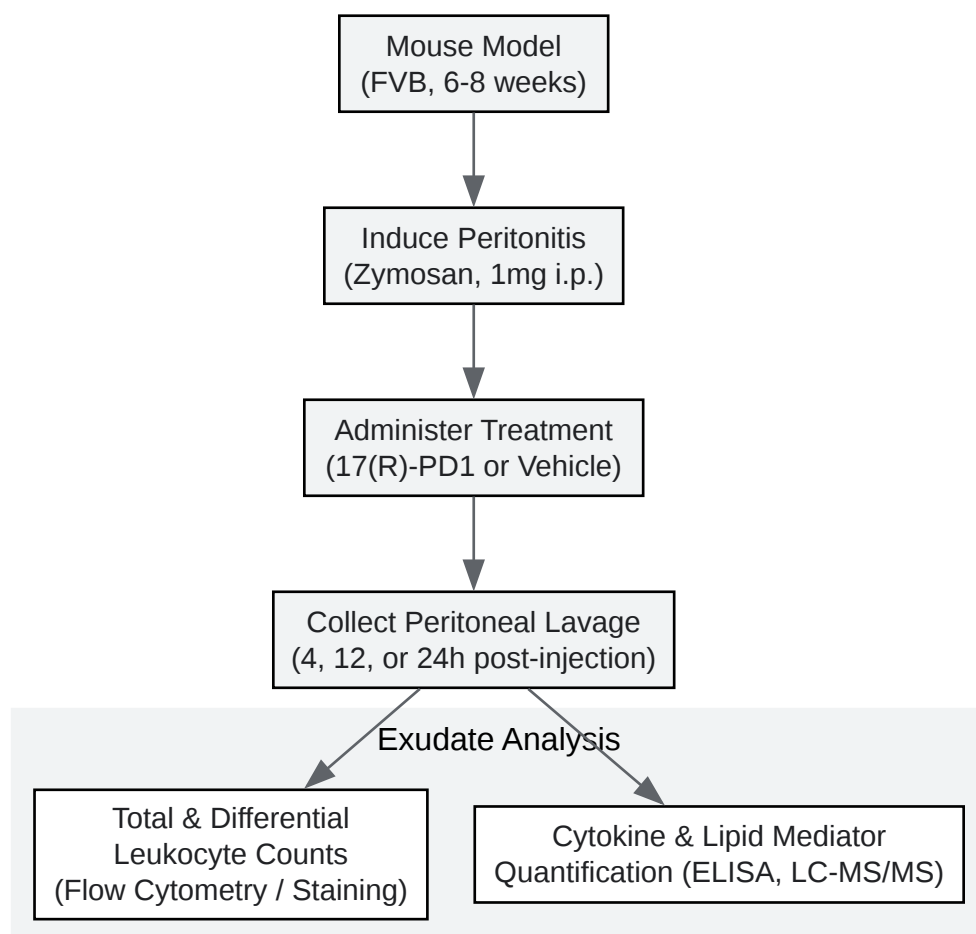 Mouse Model
(FVB, 6-8 weeks)
Induce Peritonitis
(Zymosan, 1mg i.p.)
Administer Treatment
(17(R)-PD1 or Vehicle)
Collect Peritoneal Lavage
(4, 12, or 24h post-injection)
Exudate Analysis
Total & Differential
Leukocyte Counts
(Flow Cytometry / Staining)
Cytokine & Lipid Mediator
Quantification (ELISA, LC-MS/MS)